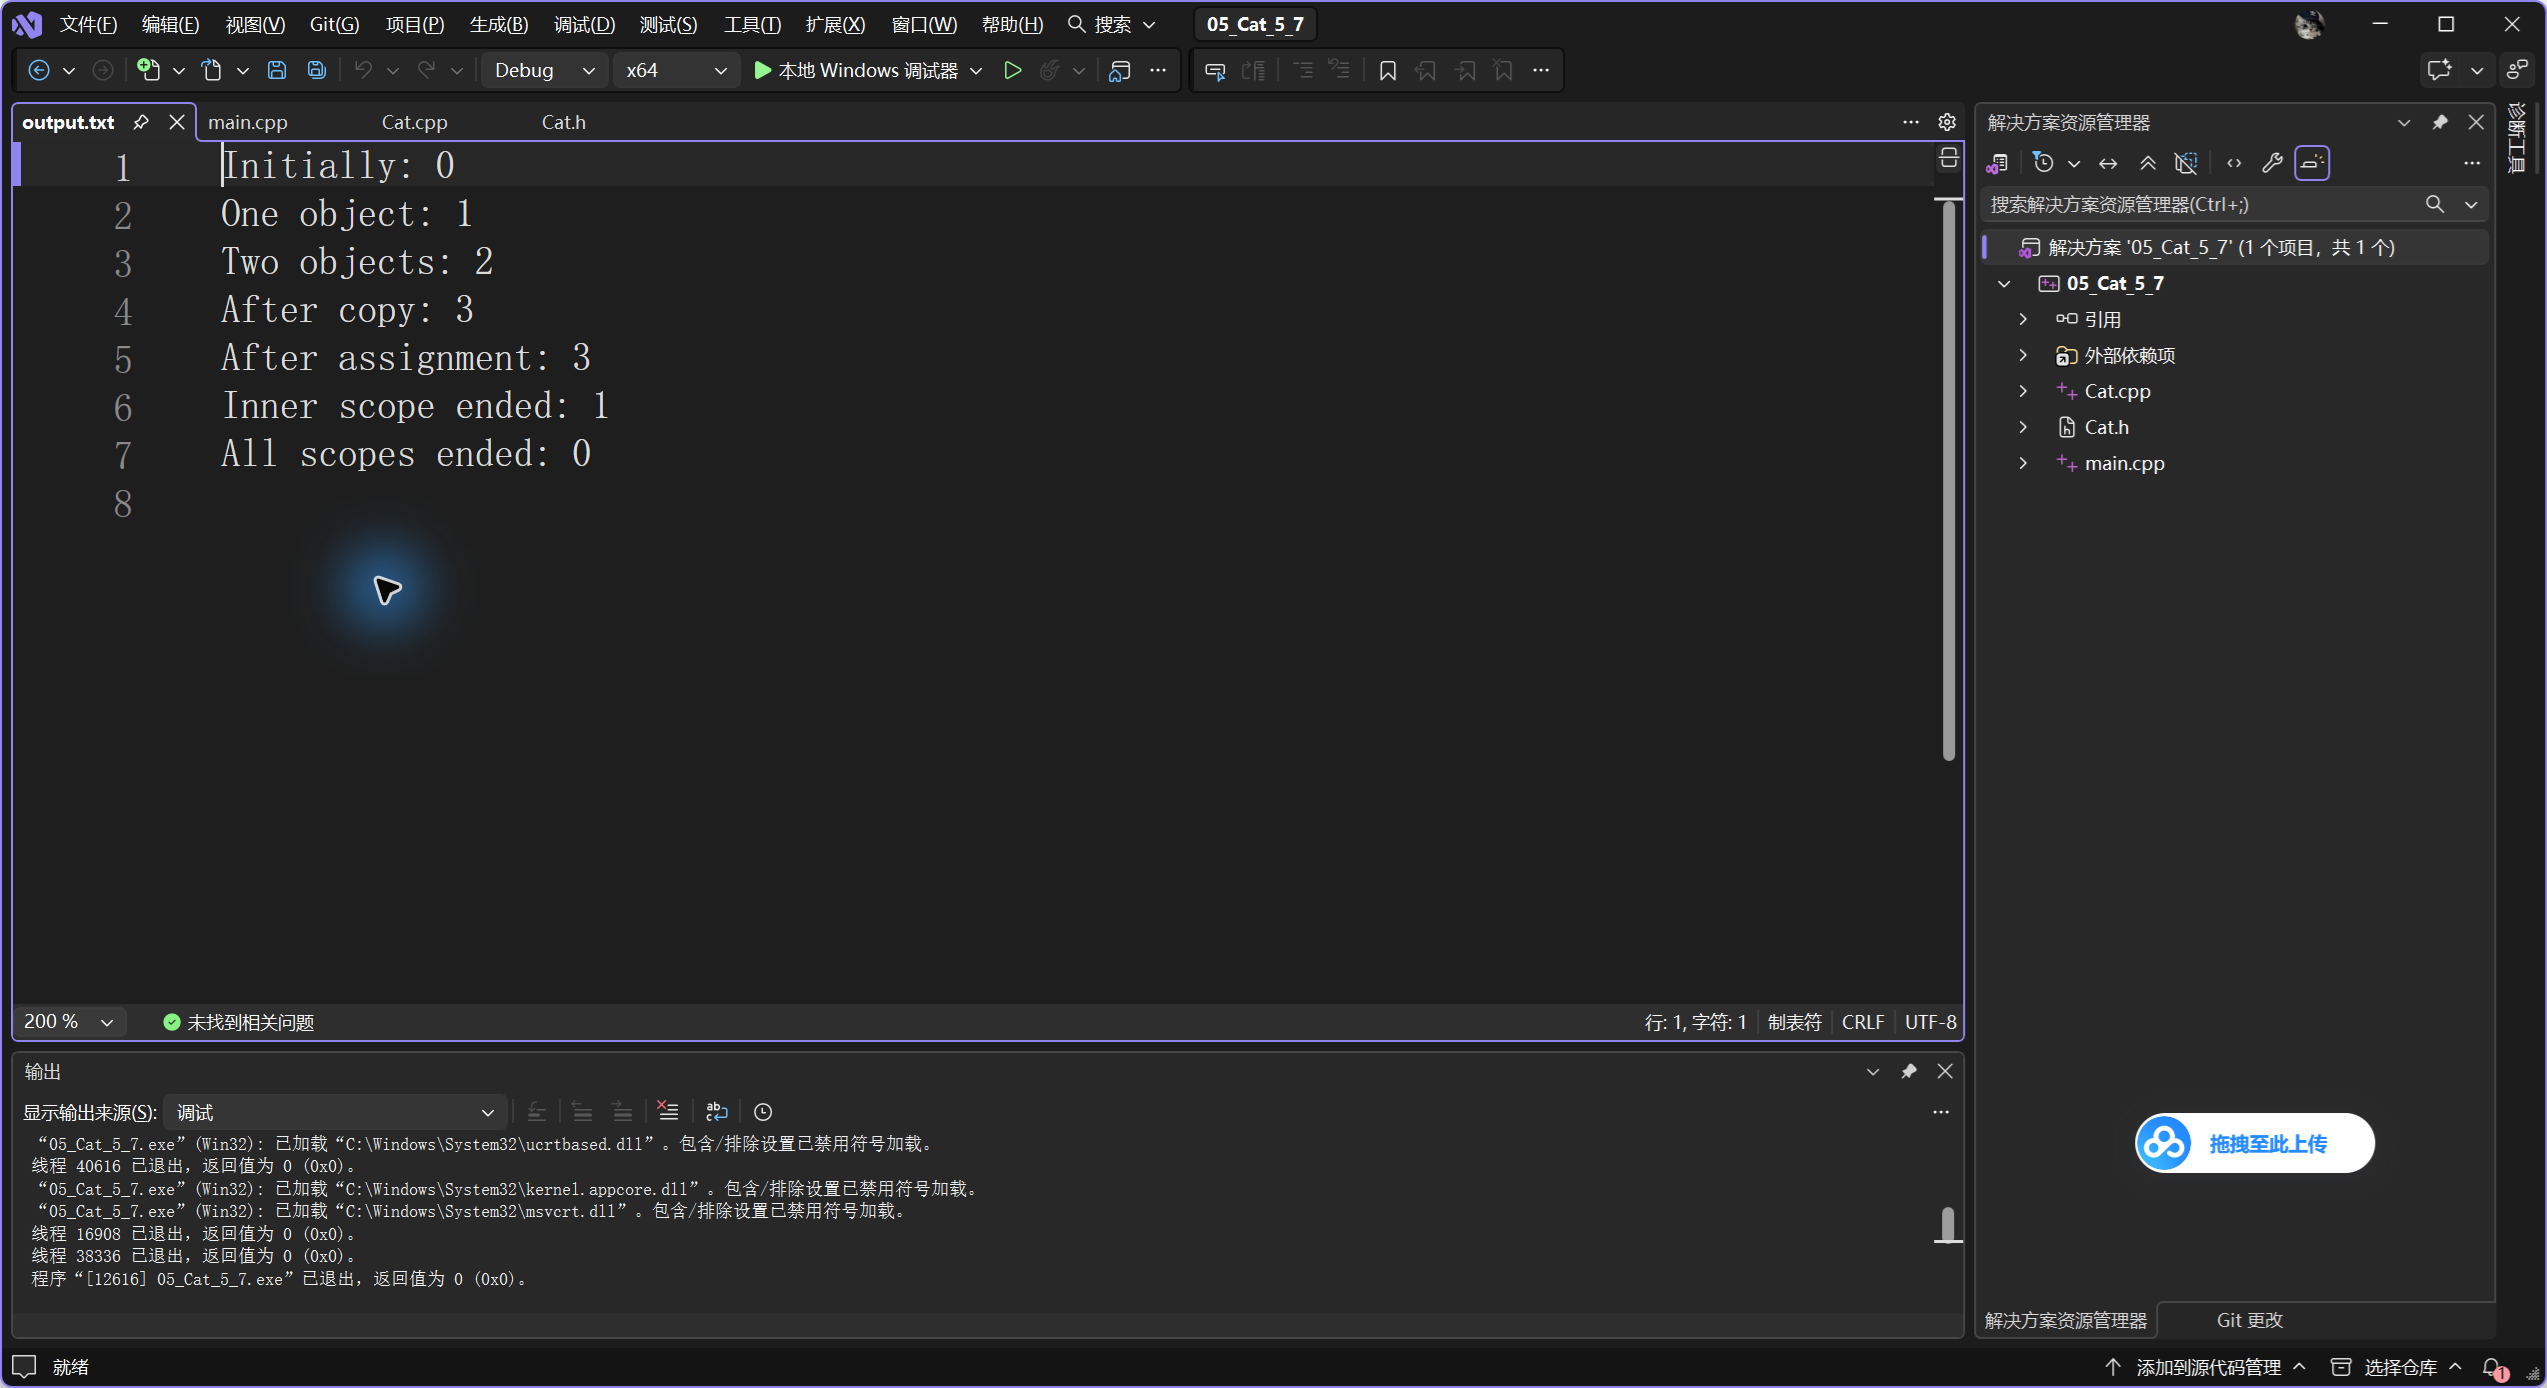 文件(F) 编辑(E) 视图(V) Git(G) 项目(P) 生成(B) 调试(D) 测试(S) 工具(T) 扩展(X) 窗口(W) 帮助(H) 搜索 05_Cat_5_7
Debug x64 本地 Windows 调试器
output.txt main.cpp Cat.cpp Cat.h
1 Initially: 0
2 One object: 1
3 Two objects: 2
4 After copy: 3
5 After assignment: 3
6 Inner scope ended: 1
7 All scopes ended: 0
8
200 % 未找到相关问题 行: 1, 字符: 1 制表符 CRLF UTF-8
输出
显示输出来源(S): 调试
“05_Cat_5_7.exe”(Win32): 已加载“C:\Windows\System32\ucrtbased.dll”。包含/排除设置已禁用符号加载。
线程 40616 已退出，返回值为 0 (0x0)。
“05_Cat_5_7.exe”(Win32): 已加载“C:\Windows\System32\kernel.appcore.dll”。包含/排除设置已禁用符号加载。
“05_Cat_5_7.exe”(Win32): 已加载“C:\Windows\System32\msvcrt.dll”。包含/排除设置已禁用符号加载。
线程 16908 已退出，返回值为 0 (0x0)。
线程 38336 已退出，返回值为 0 (0x0)。
程序“[12616] 05_Cat_5_7.exe”已退出，返回值为 0 (0x0)。
解决方案资源管理器
搜索解决方案资源管理器(Ctrl+;)
解决方案 '05_Cat_5_7' (1 个项目，共 1 个)
05_Cat_5_7
引用
外部依赖项
Cat.cpp
Cat.h
main.cpp
拖拽至此上传
解决方案资源管理器 Git 更改
诊断工具
就绪 添加到源代码管理 选择仓库 1